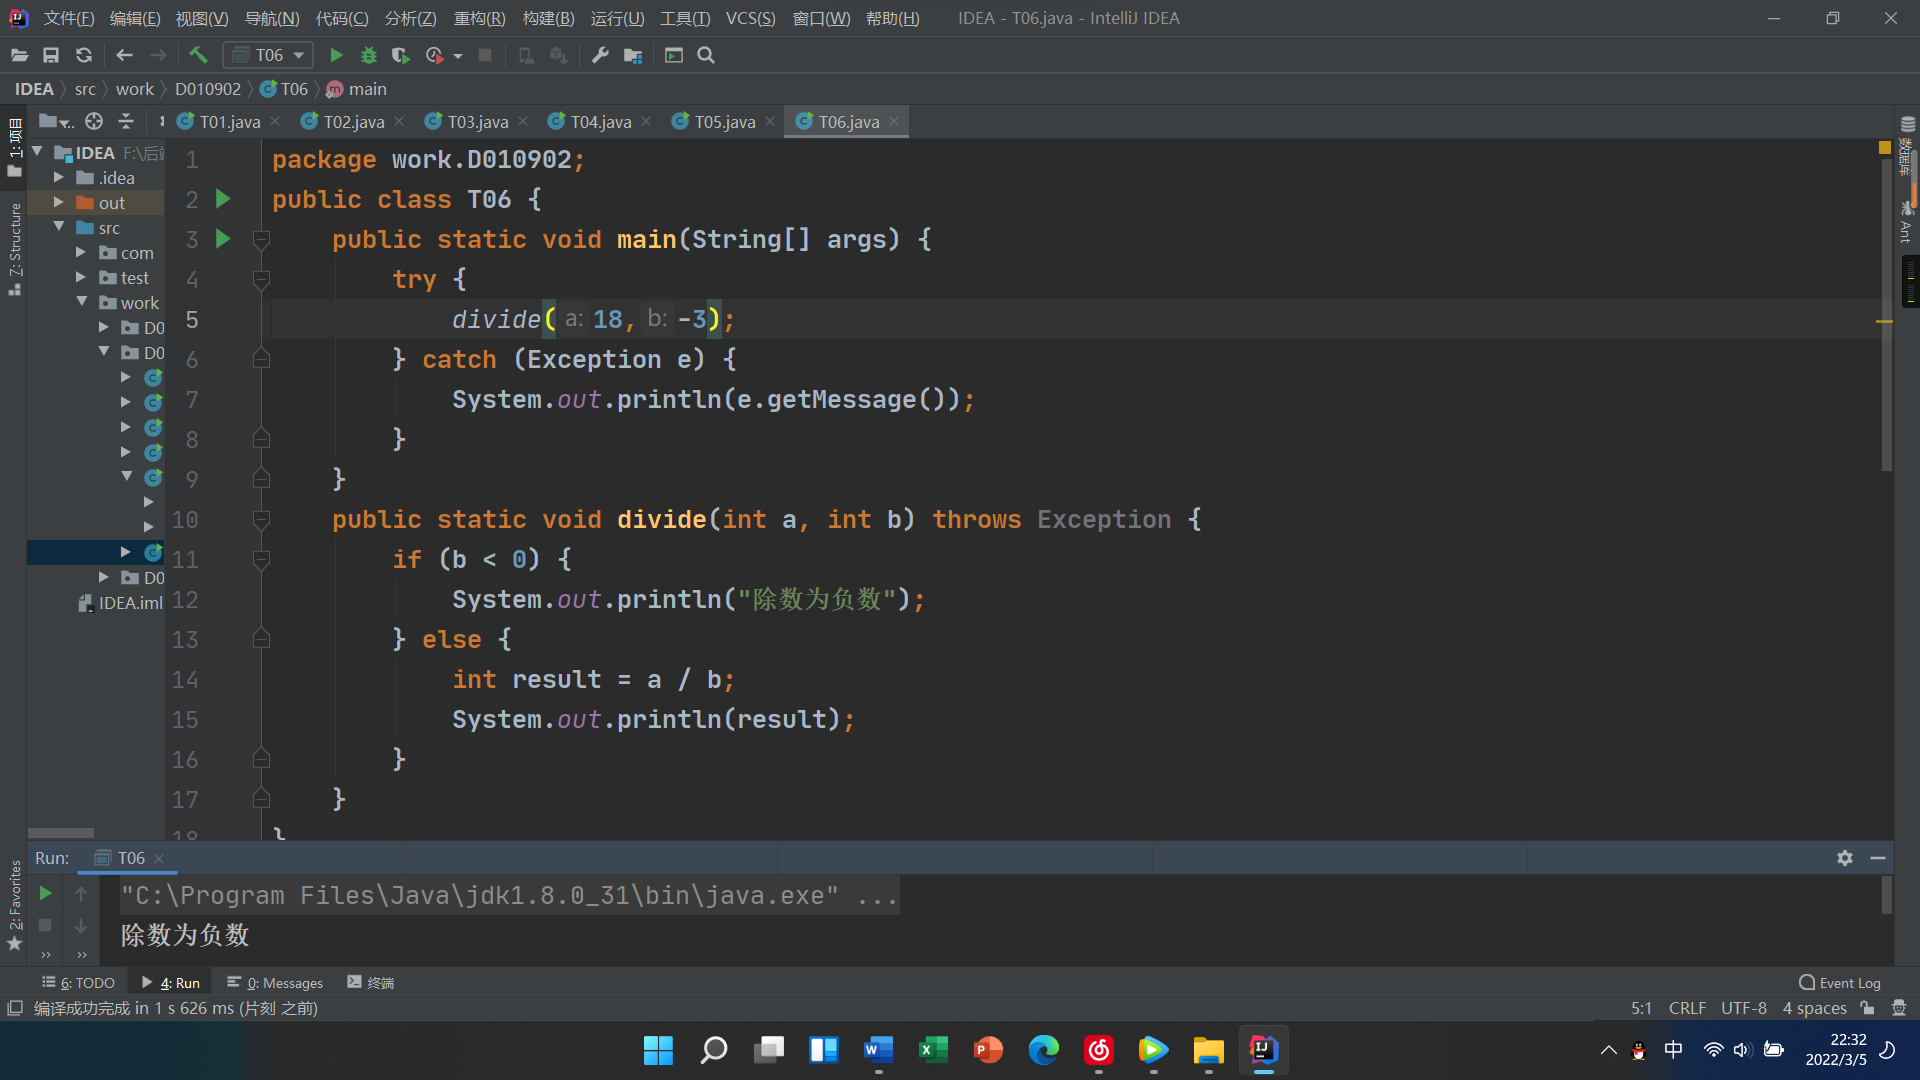 文件(F) 编辑(E) 视图(V) 导航(N) 代码(C) 分析(Z) 重构(R) 构建(B) 运行(U) 工具(T) VCS(S) 窗口(W) 帮助(H) IDEA - T06.java - IntelliJ IDEA
T06
IDEA src work D010902 T06 main
T01.java T02.java T03.java T04.java T05.java T06.java
1: 项目
7: Structure
2: Favorites
IDEA F:\后
.idea
out
src
com
test
work
D0
D0
D0
IDEA.iml
数据库
Ant
1 package work.D010902;
2 public class T06 {
3 public static void main(String[] args) {
4 try {
5 divide( a: 18, b: -3);
6 } catch (Exception e) {
7 System.out.println(e.getMessage());
8 }
9 }
10 public static void divide(int a, int b) throws Exception {
11 if (b < 0) {
12 System.out.println("除数为负数");
13 } else {
14 int result = a / b;
15 System.out.println(result);
16 }
17 }
18 }
Run: T06
"C:\Program Files\Java\jdk1.8.0_31\bin\java.exe" ...
除数为负数
6: TODO 4: Run 0: Messages 终端 Event Log
编译成功完成 in 1 s 626 ms (片刻 之前) 5:1 CRLF UTF-8 4 spaces
中 22:32
2022/3/5